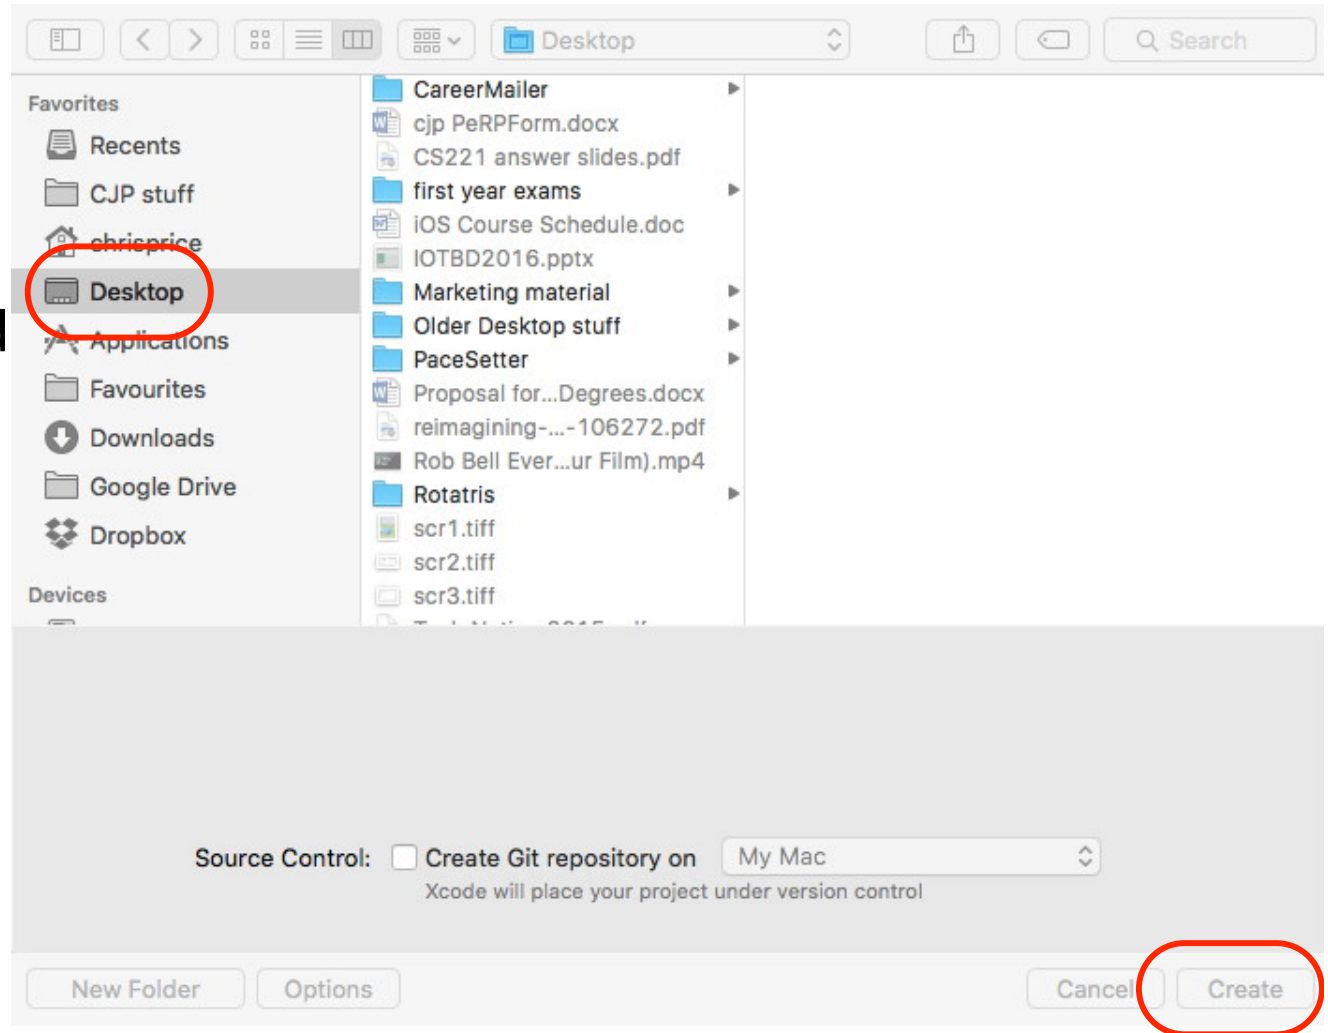 Desktop
Search
Favorites
Recents
CJP stuff
chrisprice
Desktop
Applications
Favourites
Downloads
Google Drive
Dropbox
Devices
CareerMailer
cjp PeRPForm.docx
CS221 answer slides.pdf
first year exams
iOS Course Schedule.doc
IOTBD2016.pptx
Marketing material
Older Desktop stuff
PaceSetter
Proposal for...Degrees.docx
reimagining-...-106272.pdf
Rob Bell Ever...ur Film).mp4
Rotatris
scr1.tiff
scr2.tiff
scr3.tiff
Source Control: Create Git repository on My Mac
Xcode will place your project under version control
New Folder Options Cancel Create